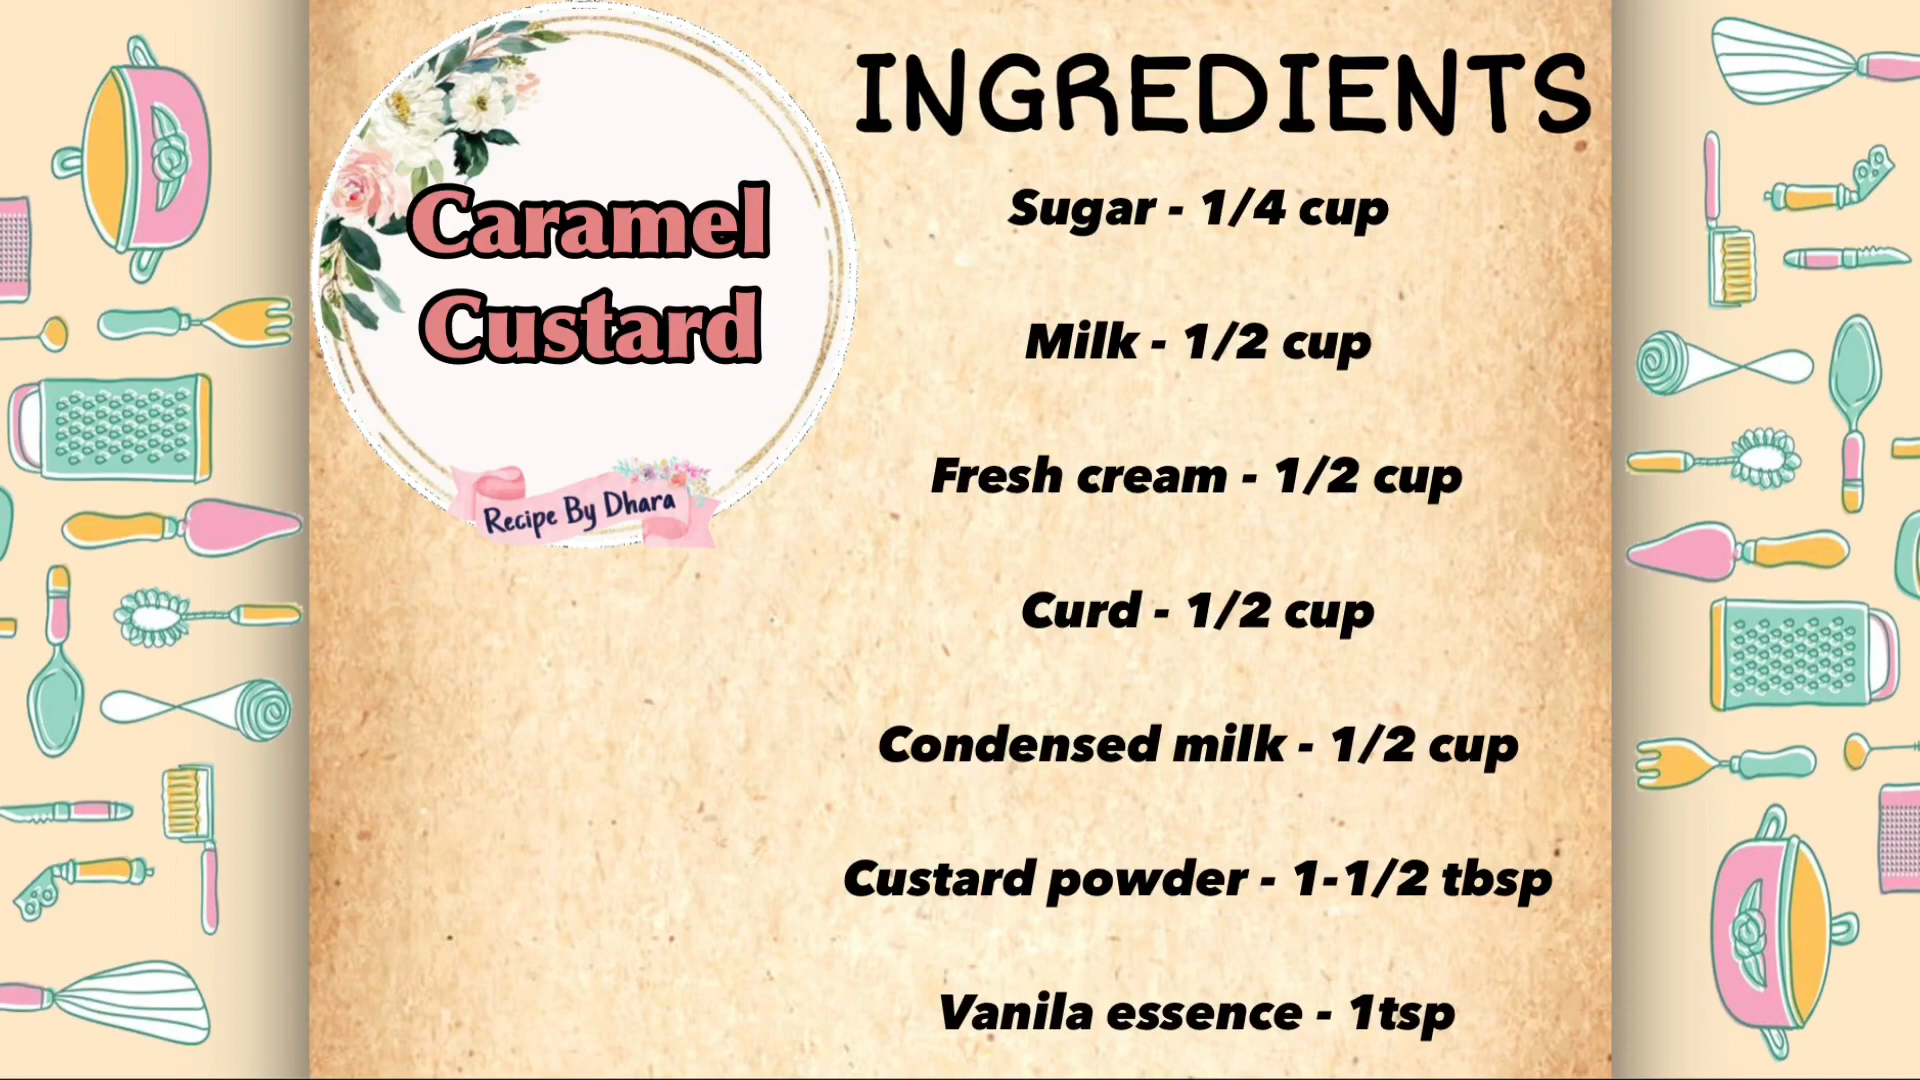 Caramel
Custard
Recipe By Dhara
INGREDIENTS
Sugar - 1/4 cup
Milk - 1/2 cup
Fresh cream - 1/2 cup
Curd - 1/2 cup
Condensed milk - 1/2 cup
Custard powder - 1-1/2 tbsp
Vanila essence - 1tsp